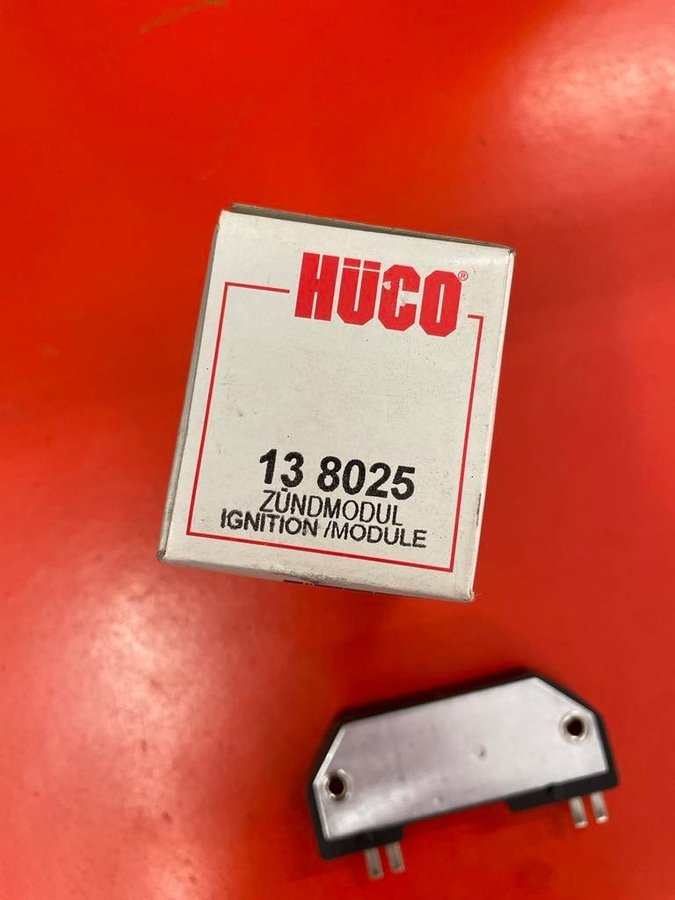 HÜCO®
13 8025
ZÜNDMODUL
IGNITION /MODULE